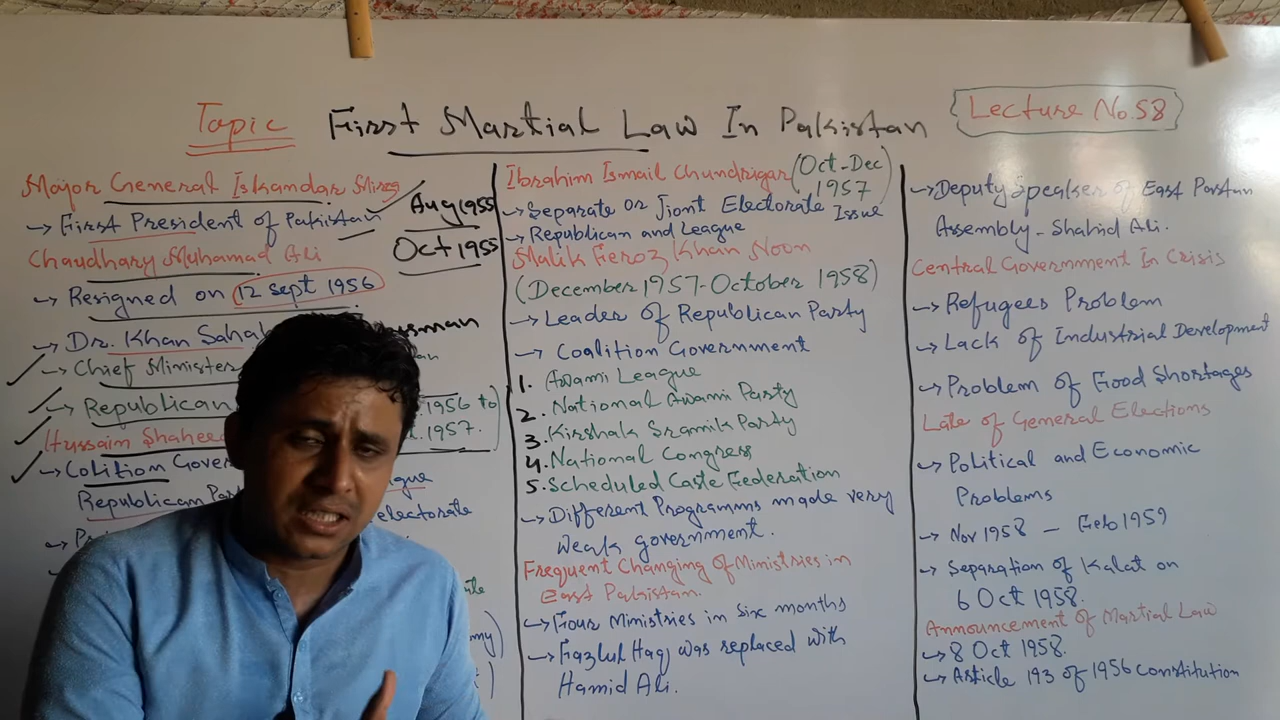 Topic First Martial Law In Pakistan
Lecture No.58
Major General Iskandar Mirza
→ First President of Pakistan
Aug 1955
Oct 1955
Chaudhary Muhamad Ali
→ Resigned on 12 Sept 1956
→ Dr. Khan Sahab
→ Chief Minister
→ Republican
1956 to
1957.
Hussain Shaheed
→ Colition Gover
Republican Par
electorate
Ibrahim Ismail Chundrigar (Oct-Dec
1957)
→ Separate or Jiont Electorate Issue
→ Republican and League
Malik Feroz Khan Noon
(December 1957-October 1958)
→ Leader of Republican Party
→ Coalition Government
1. Awami League
2. National Awami Party
3. Kirshak Sramik Party
4. National Congress
5. Scheduled Caste Federation
→ Different Programms made very
weak government.
Frequent Changing of Ministries in
East Pakistan.
→ Four Ministries in Six months
→ Fazlul Haq was replaced with
Hamid Ali.
→ Deputy Speaker of East Parstan
Assembly - Shahid Ali.
Central Government In Crisis
→ Refugees Problem
→ Lack of Industrial Development
→ Problem of Food Shortages
Late of General Elections
→ Political and Economic
Problems
→ Nov 1958 - Feb 1959
→ Separation of Kalat on
6 Oct 1958.
Announcement of Martial Law
→ 8 Oct 1958.
→ Article 193 of 1956 constitution